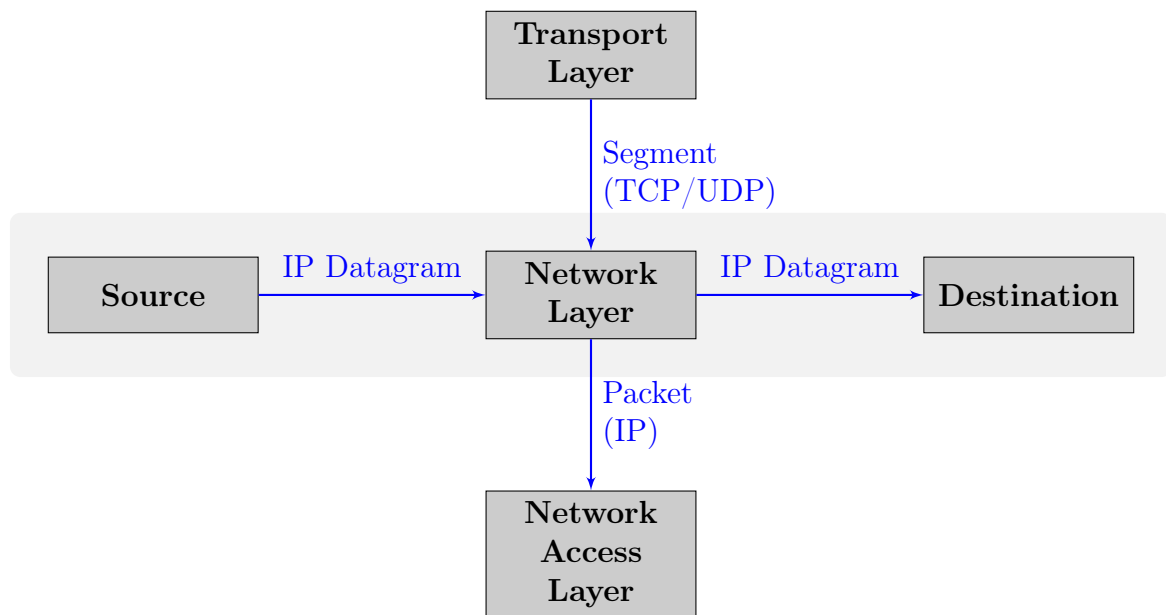 Transport
Layer
Segment
(TCP/UDP)
Source
IP Datagram
Network
Layer
IP Datagram
Destination
Packet
(IP)
Network
Access
Layer